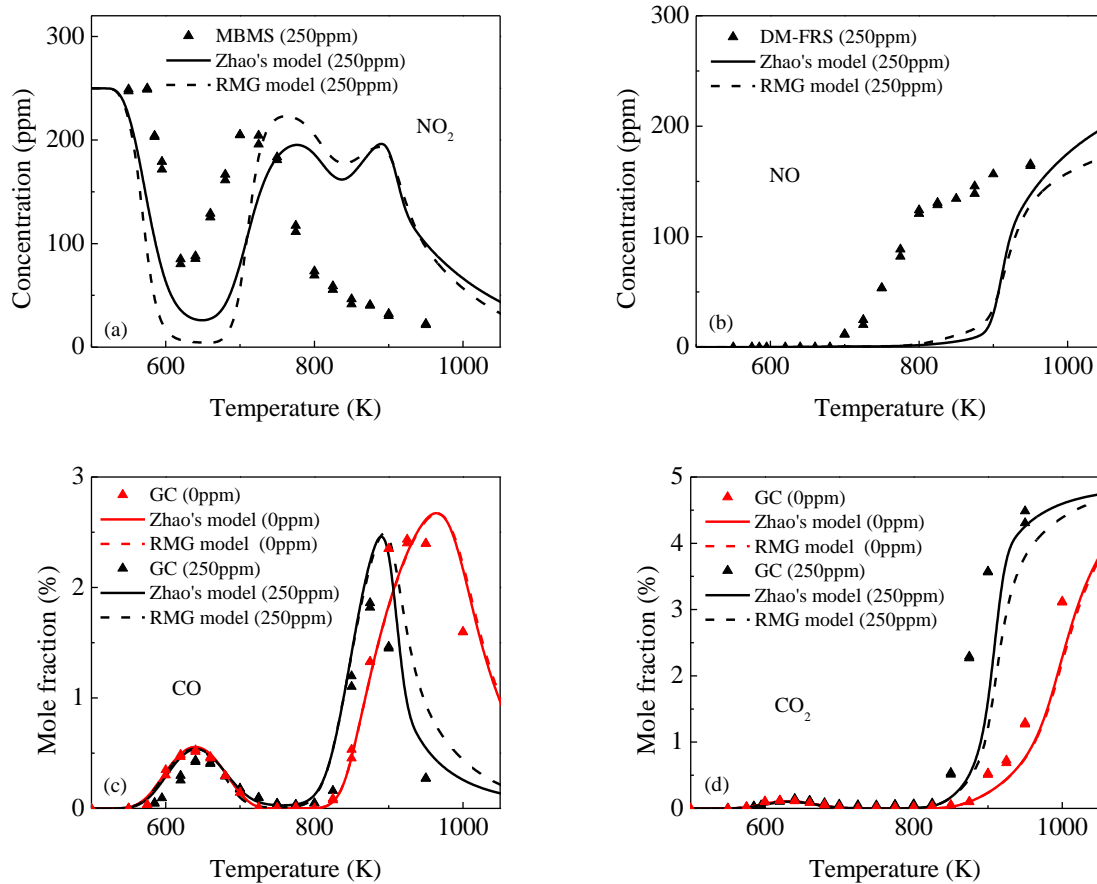 300
200
100
0
Concentration (ppm)
MBMS (250ppm)
Zhao's model (250ppm)
RMG model (250ppm)
NO2
(a)
600
800
1000
Temperature (K)
300
200
100
0
Concentration (ppm)
DM-FRS (250ppm)
Zhao's model (250ppm)
RMG model (250ppm)
NO
(b)
600
800
1000
Temperature (K)
3
2
1
0
Mole fraction (%)
GC (0ppm)
Zhao's model (0ppm)
RMG model (0ppm)
GC (250ppm)
Zhao's model (250ppm)
RMG model (250ppm)
CO
(c)
600
800
1000
Temperature (K)
5
4
3
2
1
0
Mole fraction (%)
GC (0ppm)
Zhao's model (0ppm)
RMG model (0ppm)
GC (250ppm)
Zhao's model (250ppm)
RMG model (250ppm)
CO2
(d)
600
800
1000
Temperature (K)